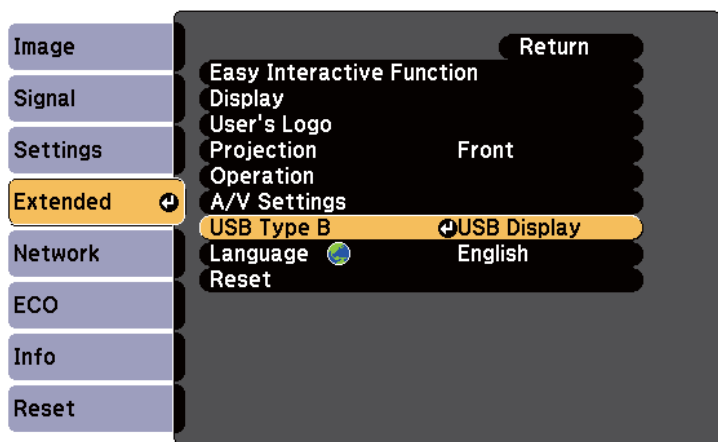 Image
Signal
Settings
Extended
Network
ECO
Info
Reset
Return
Easy Interactive Function
Display
User's Logo
Projection Front
Operation
A/V Settings
USB Type B USB Display
Language English
Reset